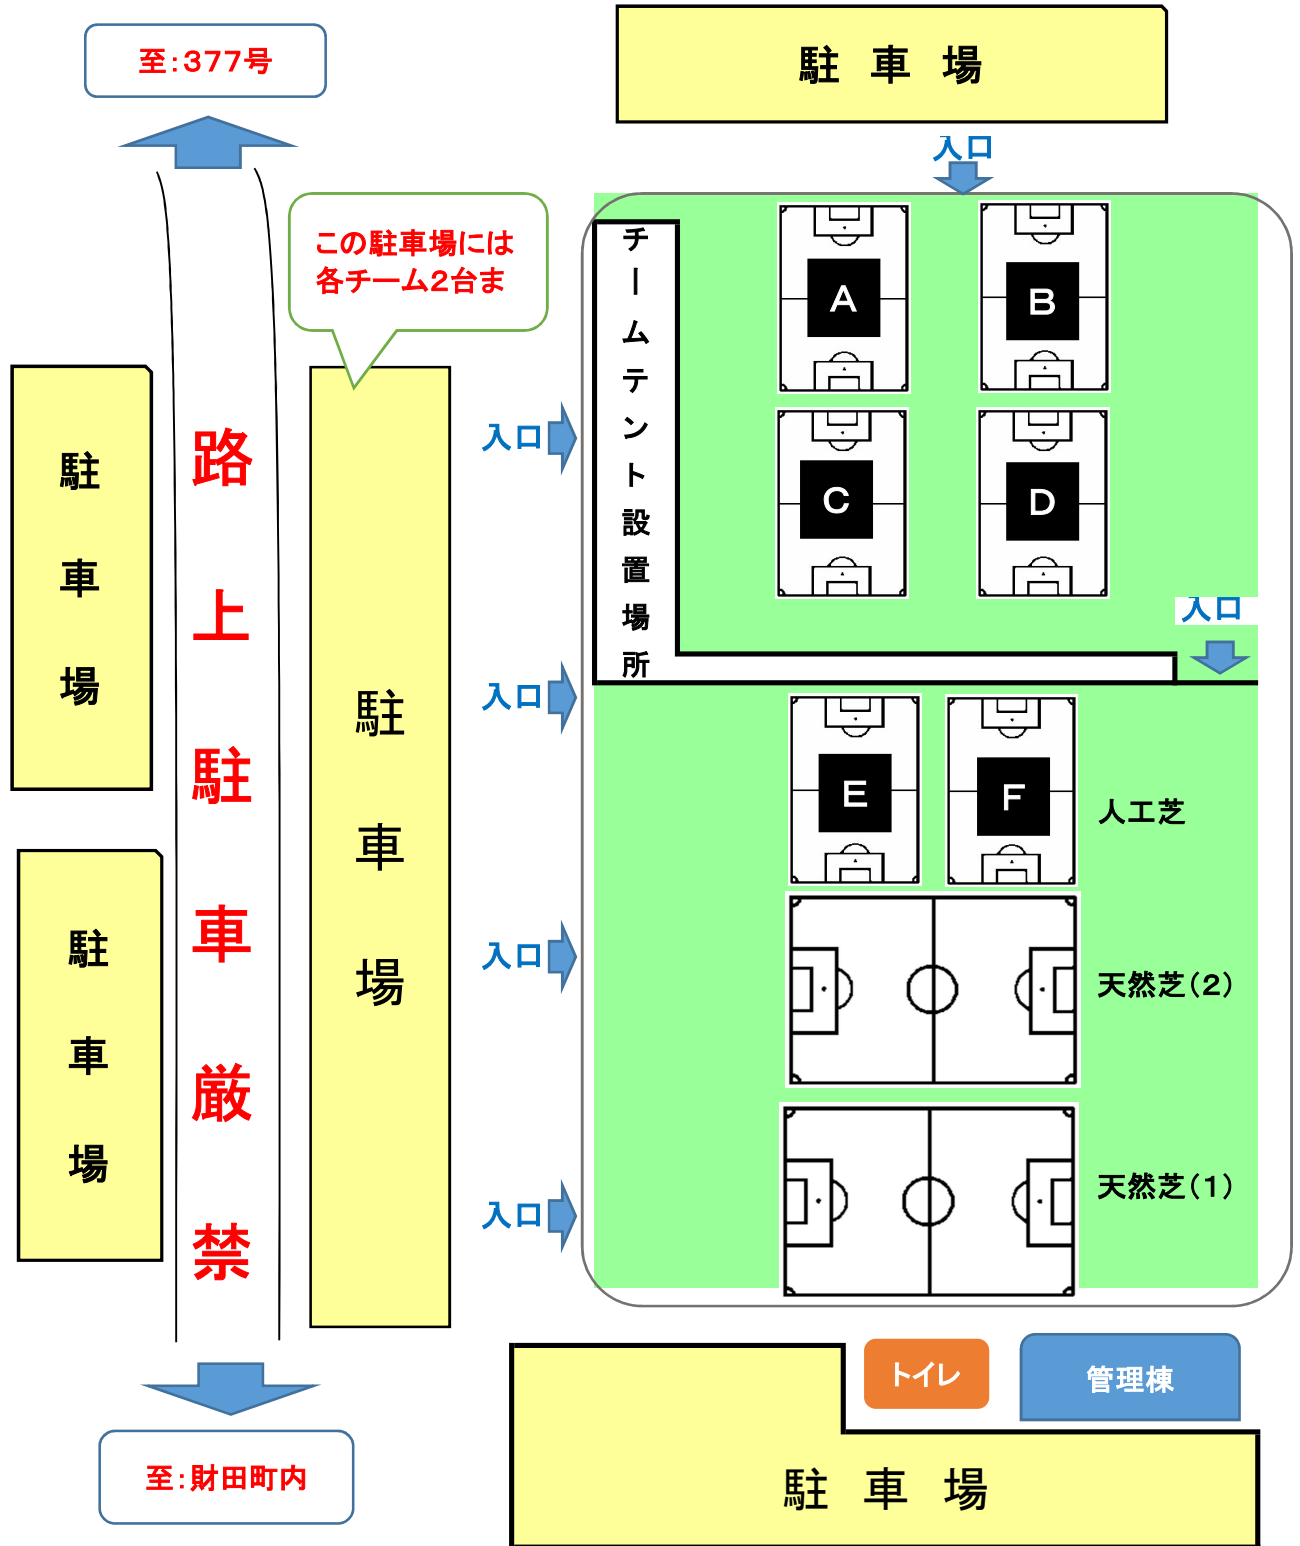 至：３７７号
駐　車　場
入口
この駐車場には
各チーム２台ま
チームテント設置場所
A
B
入口
C
D
路上駐車厳禁
駐車場
駐車場
入口
入口
E
F
人工芝
駐車場
入口
天然芝（２）
入口
天然芝（１）
トイレ
管理棟
至：財田町内
駐　車　場